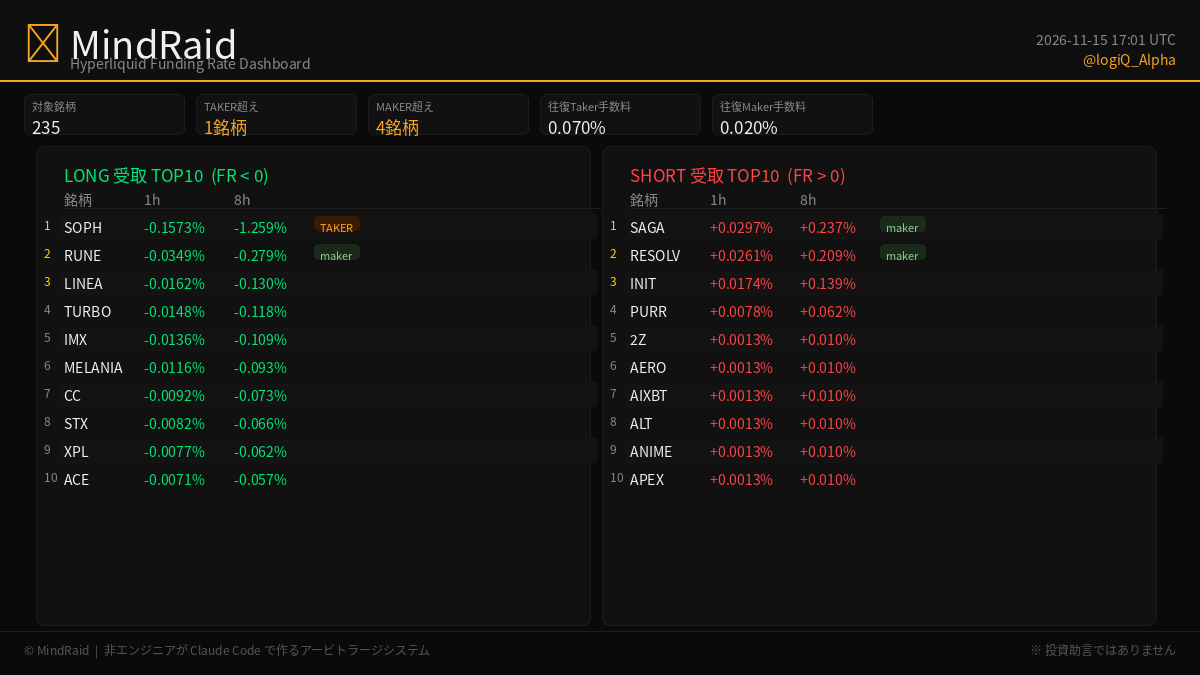 MindRaid
Hyperliquid Funding Rate Dashboard
2026-11-15 17:01 UTC
@logiQ_Alpha
対象銘柄
235
TAKER超え
1銘柄
MAKER超え
4銘柄
往復Taker手数料
0.070%
往復Maker手数料
0.020%
LONG 受取 TOP10 (FR < 0)
銘柄 1h 8h
1 SOPH -0.1573% -1.259% TAKER
2 RUNE -0.0349% -0.279% maker
3 LINEA -0.0162% -0.130%
4 TURBO -0.0148% -0.118%
5 IMX -0.0136% -0.109%
6 MELANIA -0.0116% -0.093%
7 CC -0.0092% -0.073%
8 STX -0.0082% -0.066%
9 XPL -0.0077% -0.062%
10 ACE -0.0071% -0.057%
SHORT 受取 TOP10 (FR > 0)
銘柄 1h 8h
1 SAGA +0.0297% +0.237% maker
2 RESOLV +0.0261% +0.209% maker
3 INIT +0.0174% +0.139%
4 PURR +0.0078% +0.062%
5 2Z +0.0013% +0.010%
6 AERO +0.0013% +0.010%
7 AIXBT +0.0013% +0.010%
8 ALT +0.0013% +0.010%
9 ANIME +0.0013% +0.010%
10 APEX +0.0013% +0.010%
© MindRaid | 非エンジニアが Claude Code で作るアービトラージシステム
※ 投資助言ではありません